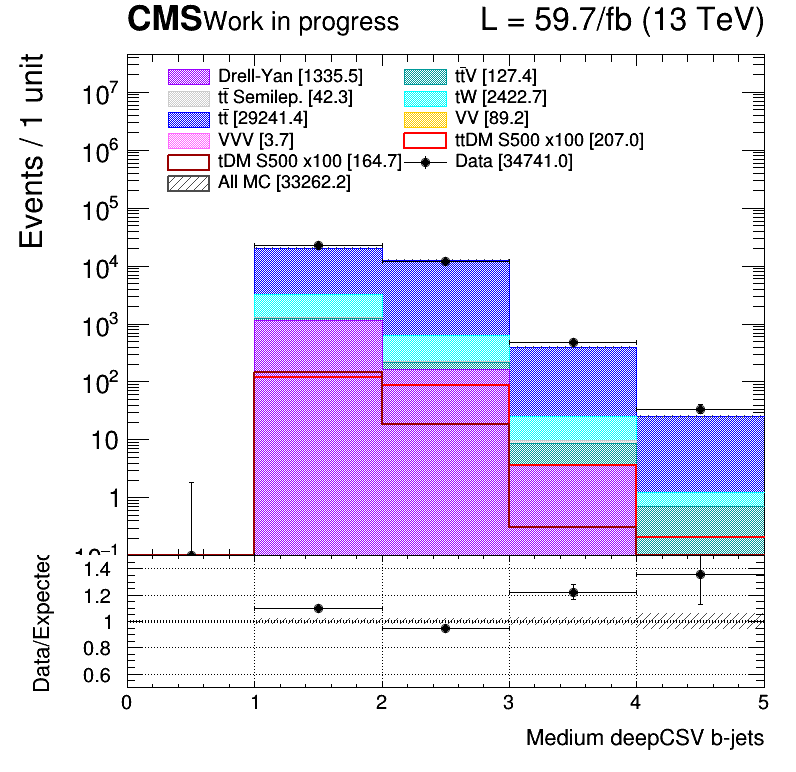 CMS Work in progress L = 59.7/fb (13 TeV)
Events / 1 unit
Drell-Yan [1335.5] tt̄V [127.4]
tt̄ Semilep. [42.3] tW [2422.7]
tt̄ [29241.4] VV [89.2]
VVV [3.7] ttDM S500 x100 [207.0]
tDM S500 x100 [164.7] Data [34741.0]
All MC [33262.2]
10⁷
10⁶
10⁵
10⁴
10³
10²
10
1
10⁻¹
Data/Expected
1.4
1.2
1
0.8
0.6
0 1 2 3 4 5
Medium deepCSV b-jets